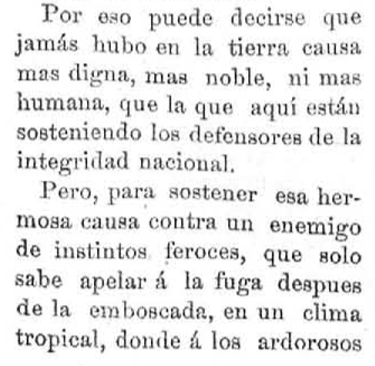 Por eso puede decirse que
jamás hubo en la tierra causa
mas digna, mas noble, ni mas
humana, que la que aquí están
sosteniendo los defensores de la
integridad nacional.
Pero, para sostener esa her-
mosa causa contra un enemigo
de instintos feroces, que solo
sabe apelar á la fuga despues
de la emboscada, en un clima
tropical, donde á los ardorosos